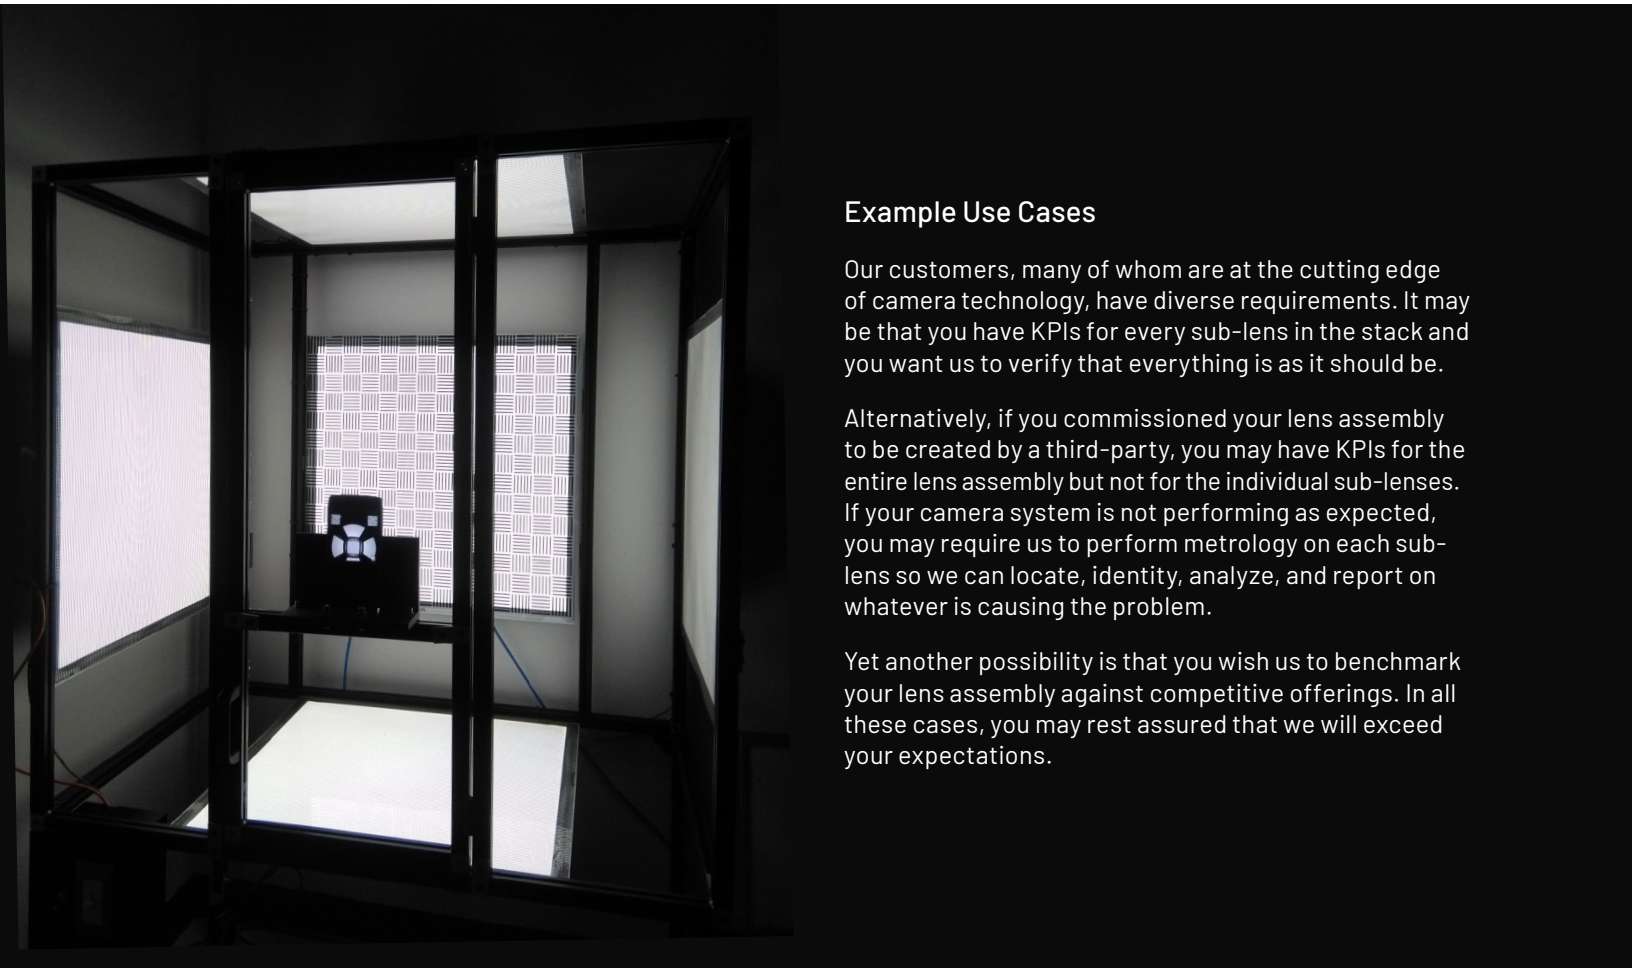 Example Use Cases
Our customers, many of whom are at the cutting edge
of camera technology, have diverse requirements. It may
be that you have KPIs for every sub-lens in the stack and
you want us to verify that everything is as it should be.
Alternatively, if you commissioned your lens assembly
to be created by a third-party, you may have KPIs for the
entire lens assembly but not for the individual sub-lenses.
If your camera system is not performing as expected,
you may require us to perform metrology on each sub-
lens so we can locate, identity, analyze, and report on
whatever is causing the problem.
Yet another possibility is that you wish us to benchmark
your lens assembly against competitive offerings. In all
these cases, you may rest assured that we will exceed
your expectations.